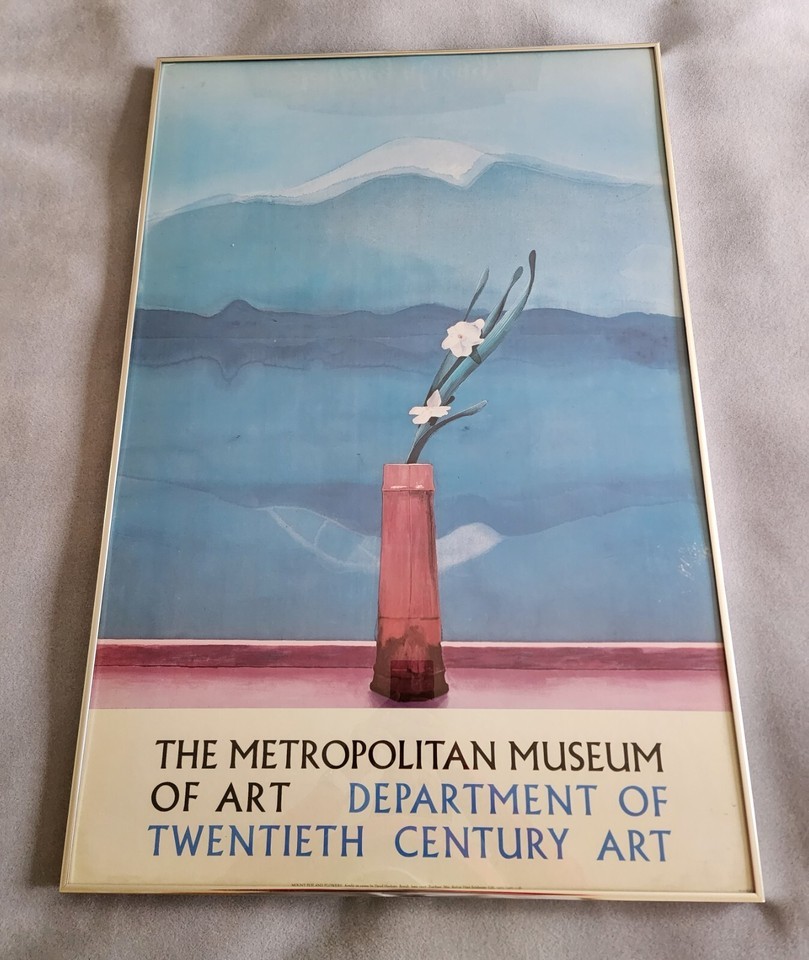 THE METROPOLITAN MUSEUM
OF ART DEPARTMENT OF
TWENTIETH CENTURY ART